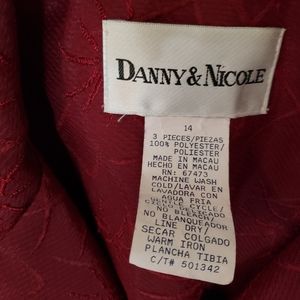 DANNY & NICOLE
14
3 PIECES/PIEZAS
100% POLYESTER/
POLIESTER
MADE IN MACAU
HECHO EN MACAU
RN: 67473
MACHINE WASH
COLD/LAVAR EN
LAVADORA CON
AGUA FRIA
GENTLE CYCLE/
CICLO DELICADO
NO BLEACH/
NO BLANQUEADOR
LINE DRY/
SECAR COLGADO
WARM IRON
PLANCHA TIBIA
C/T# 501342